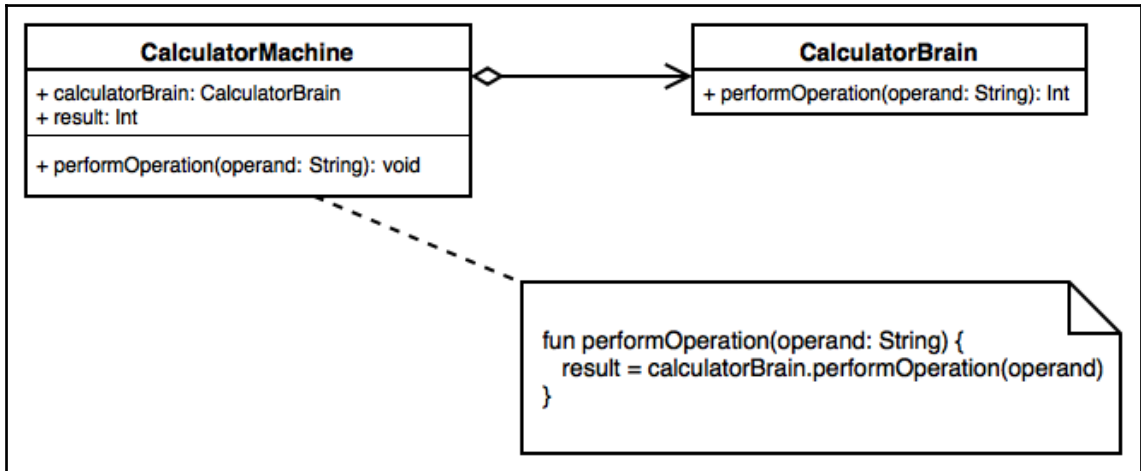 CalculatorMachine
+ calculatorBrain: CalculatorBrain
+ result: Int
+ performOperation(operand: String): void
CalculatorBrain
+ performOperation(operand: String): Int
fun performOperation(operand: String) {
result = calculatorBrain.performOperation(operand)
}